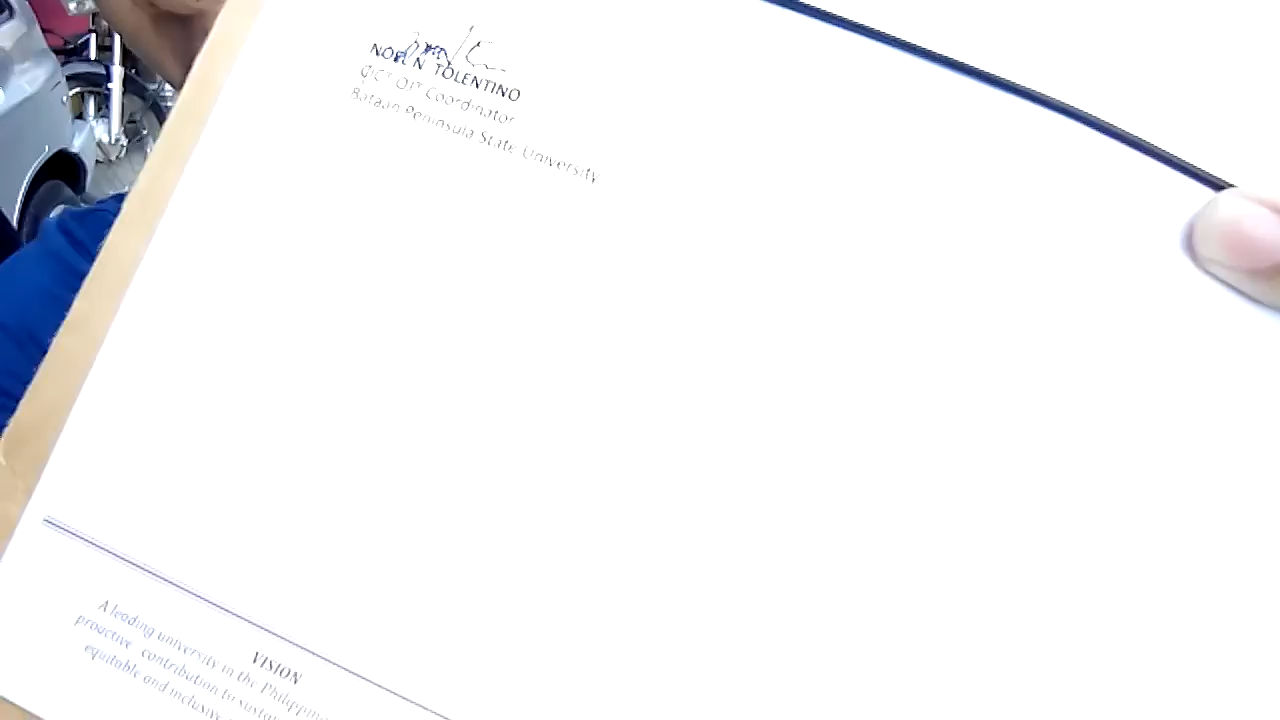 NOEL N. TOLENTINO
OJT Coordinator
Bataan Peninsula State University
VISION
A leading university in the Philippines
proactive contribution to
equitable and inclusive